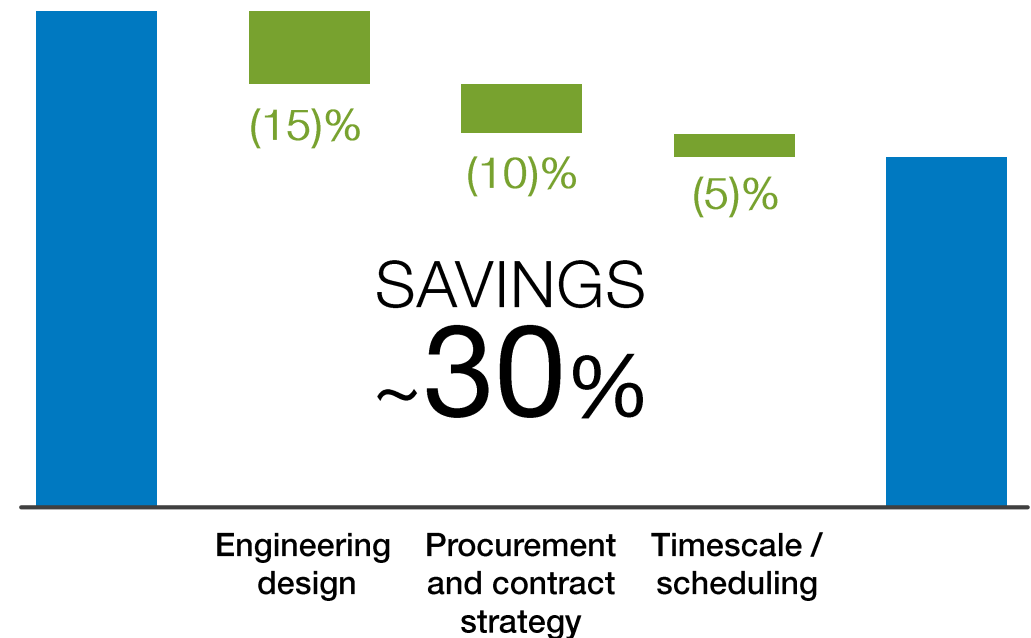 (15)%
(10)%
(5)%
SAVINGS
~30%
Engineering
design
Procurement
and contract
strategy
Timescale /
scheduling